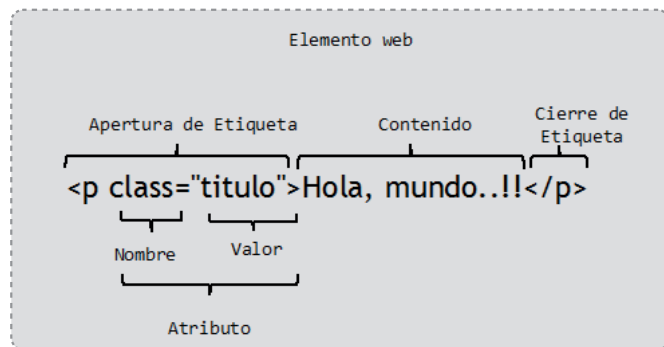 Elemento web
Apertura de Etiqueta
Contenido
Cierre de
Etiqueta
<p class="titulo">Hola, mundo..!!</p>
Nombre
Valor
Atributo